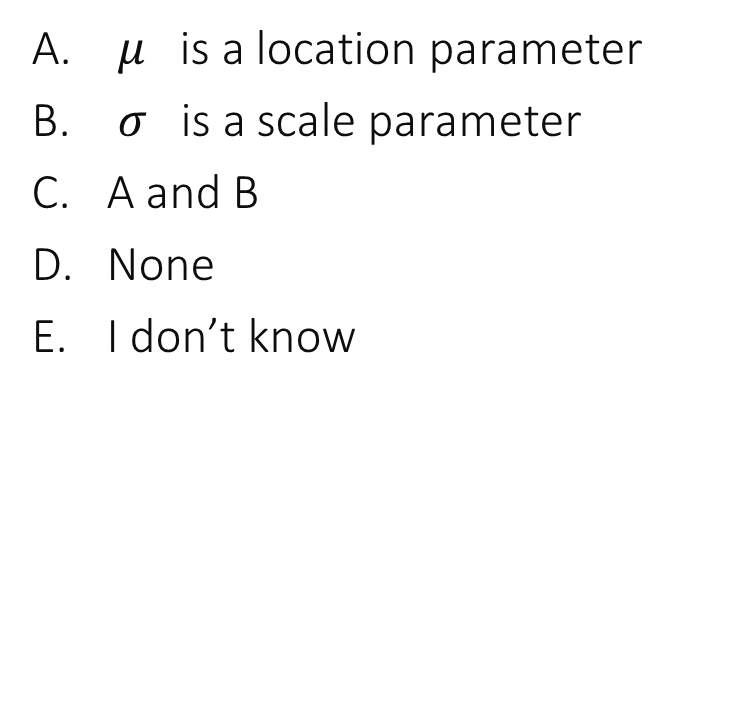 A. μ is a location parameter
B. σ is a scale parameter
C. A and B
D. None
E. I don’t know